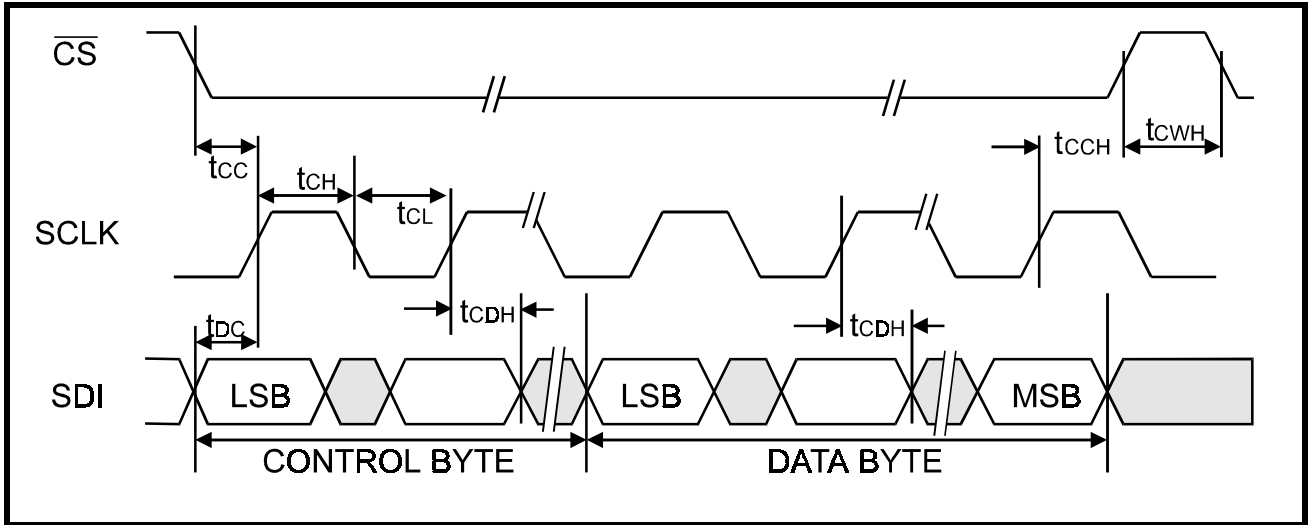 CS
tCC
tCH
tCL
tCCH
tCWH
SCLK
tDC
tCDH
tCDH
SDI
LSB
LSB
MSB
CONTROL BYTE
DATA BYTE